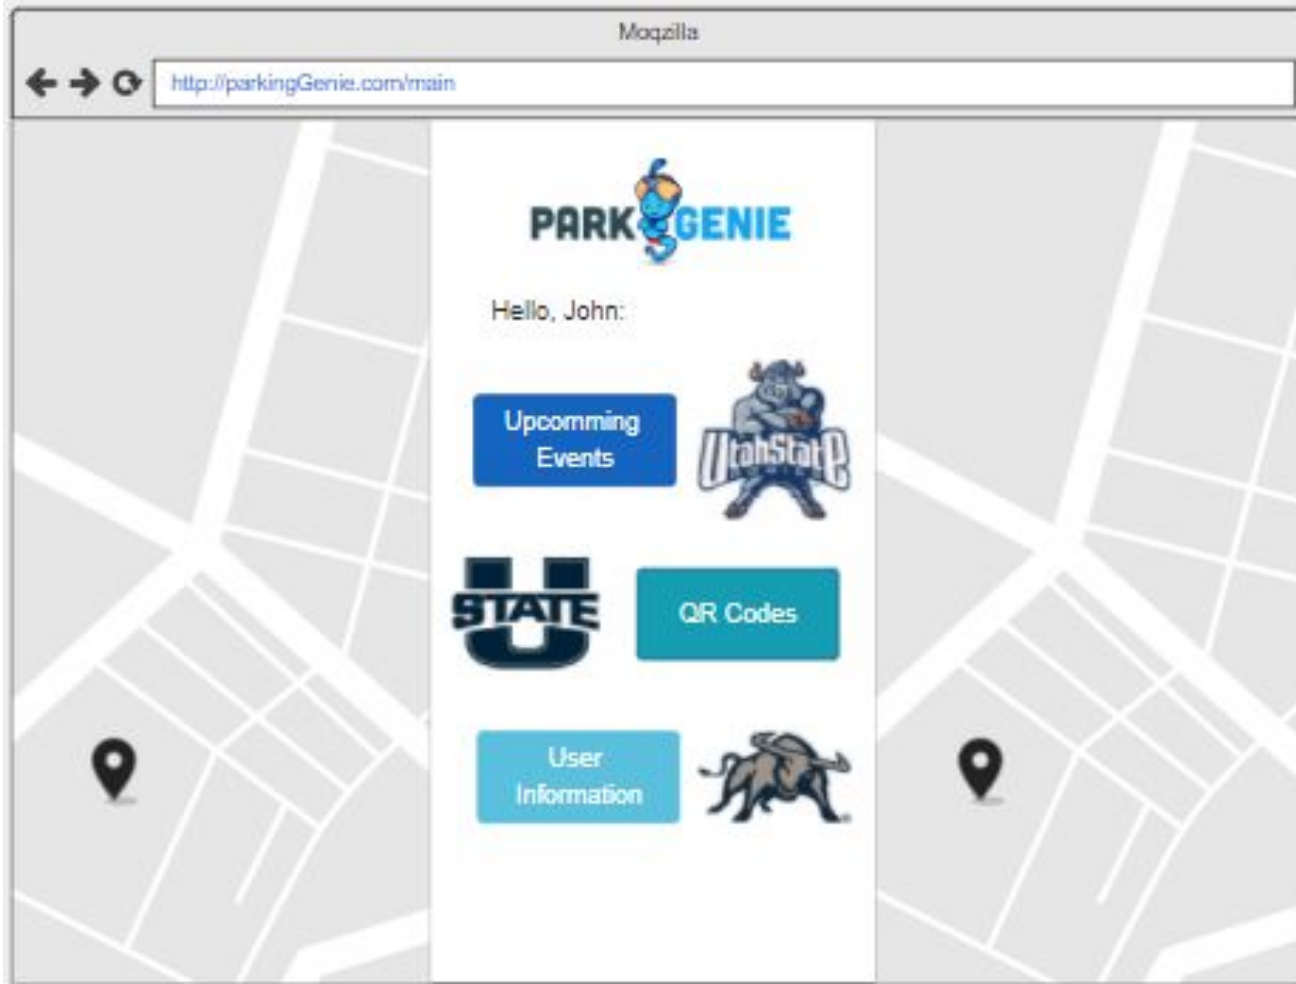 Moqzilla
http://parkingGenie.com/main
PARK GENIE
Hello, John:
Upcomming
Events
UtahState
STATE
U
QR Codes
User
Information